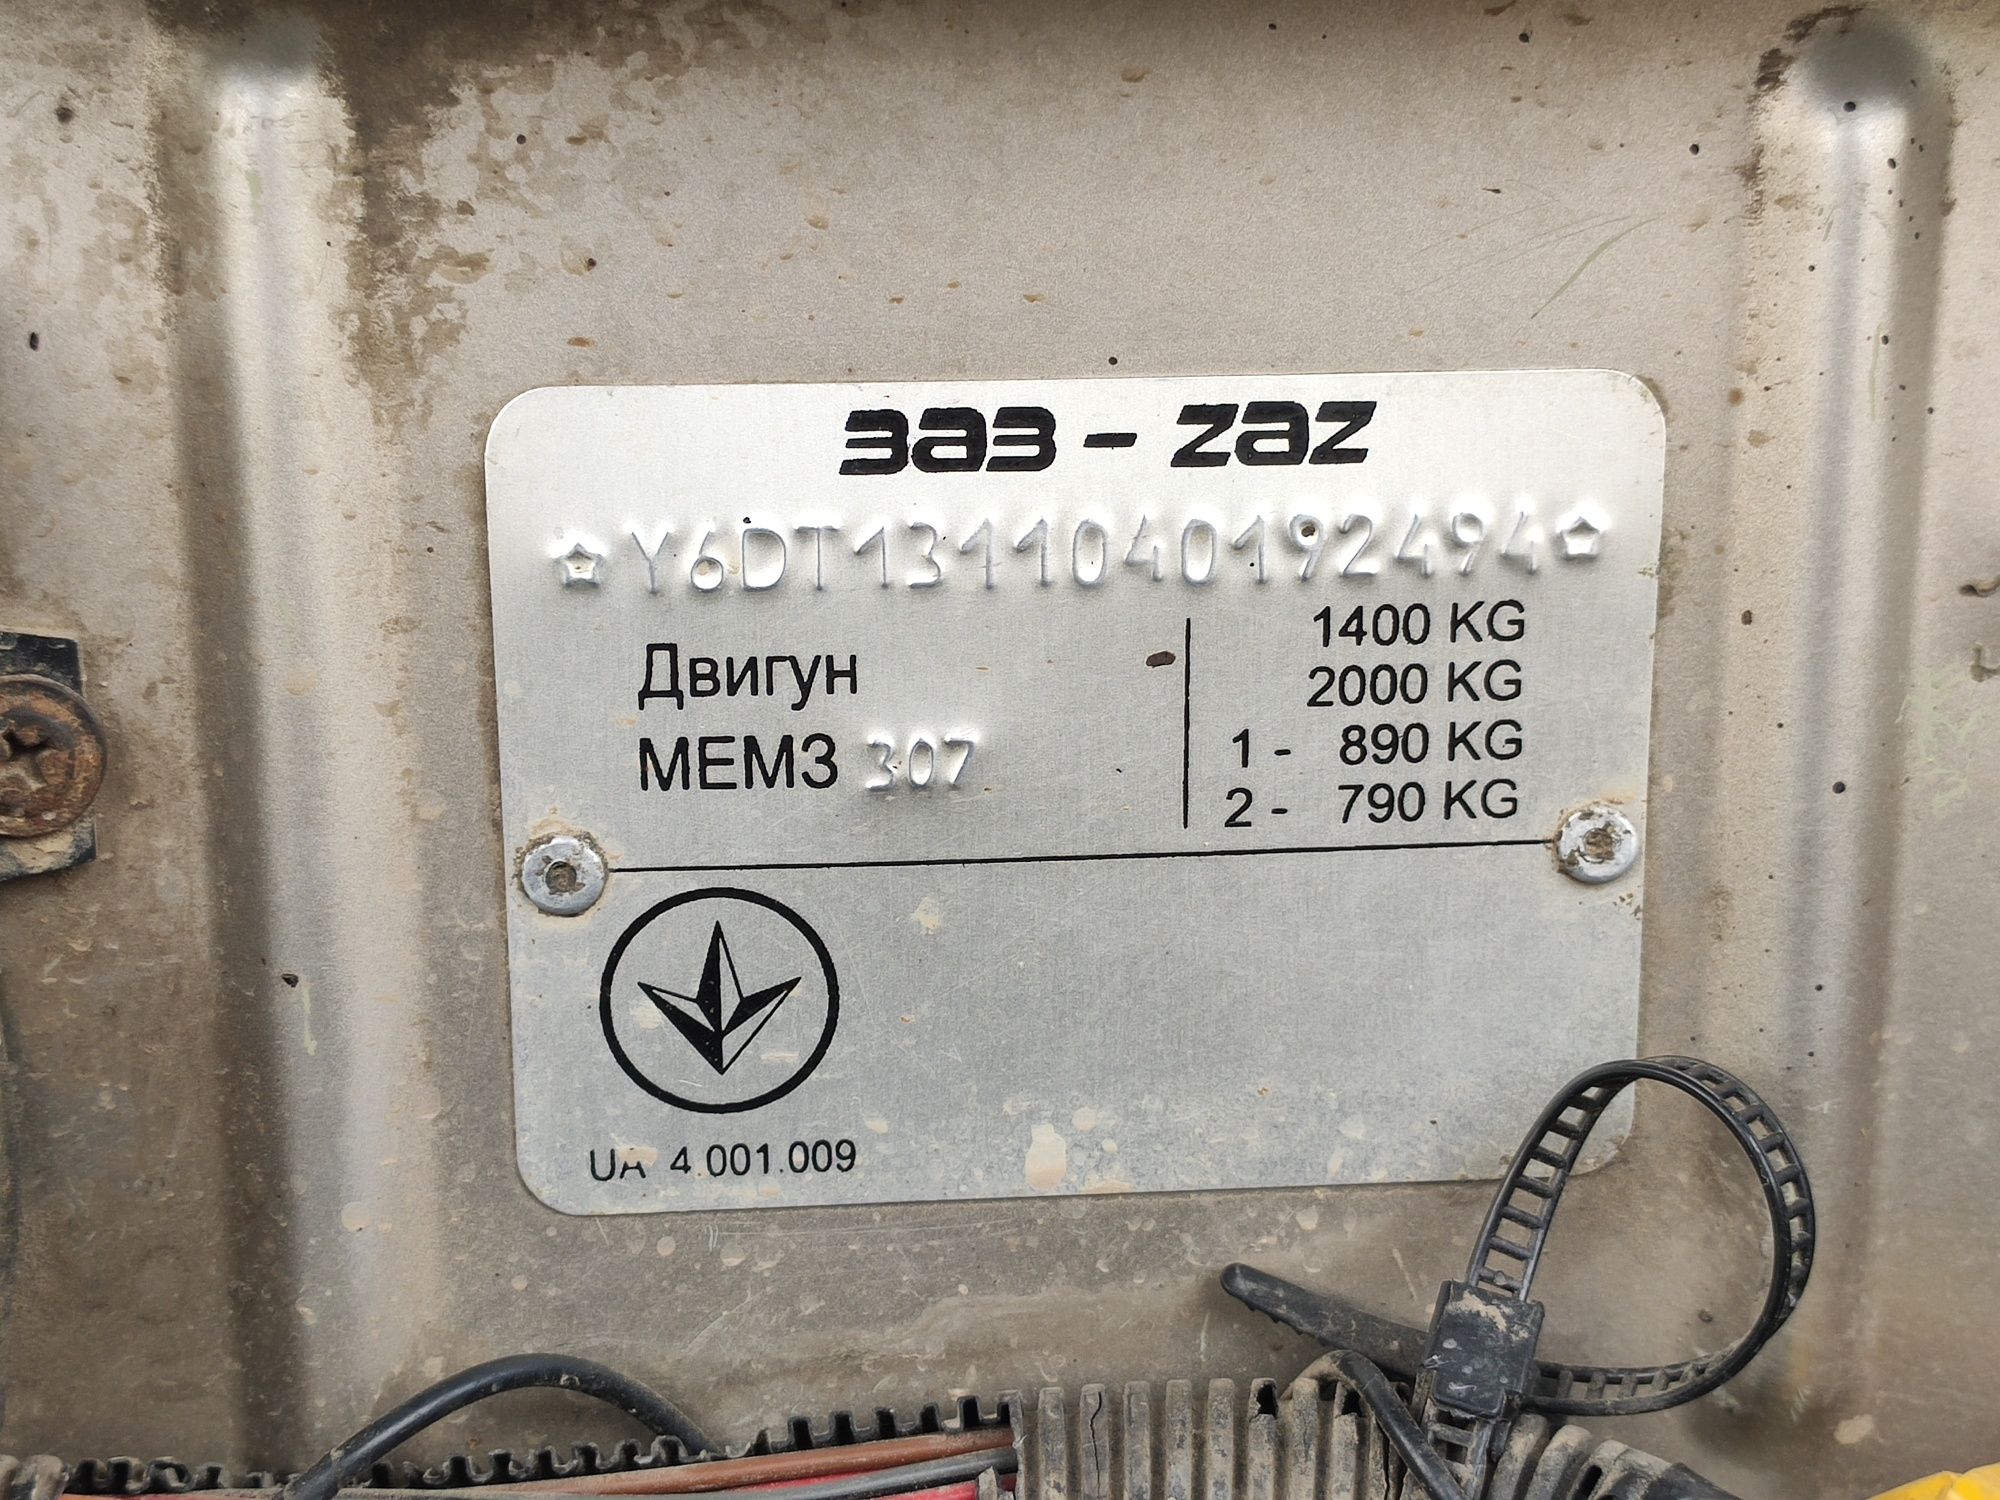 ЗАЗ - ZAZ
☆Y6DT1311040192494☆
Двигун
МЕМЗ 307
1400 KG
2000 KG
1 - 890 KG
2 - 790 KG
UA 4.001.009